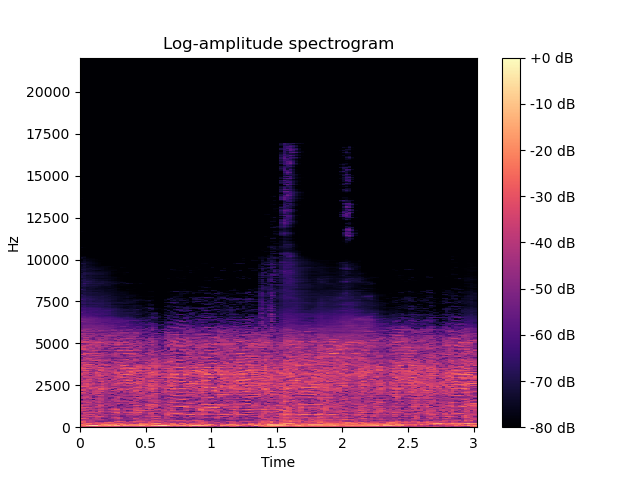 Log-amplitude spectrogram
Hz
20000
17500
15000
12500
10000
7500
5000
2500
0
0 0.5 1 1.5 2 2.5 3
Time
+0 dB
-10 dB
-20 dB
-30 dB
-40 dB
-50 dB
-60 dB
-70 dB
-80 dB